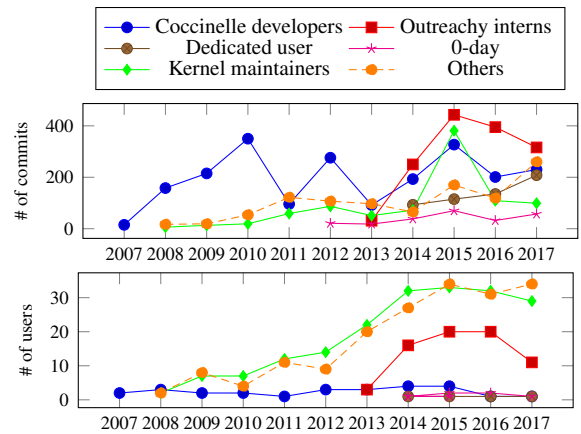 Coccinelle developers Outreachy interns
Dedicated user 0-day
Kernel maintainers Others
# of commits
400
200
0
2007 2008 2009 2010 2011 2012 2013 2014 2015 2016 2017
# of users
30
20
10
0
2007 2008 2009 2010 2011 2012 2013 2014 2015 2016 2017